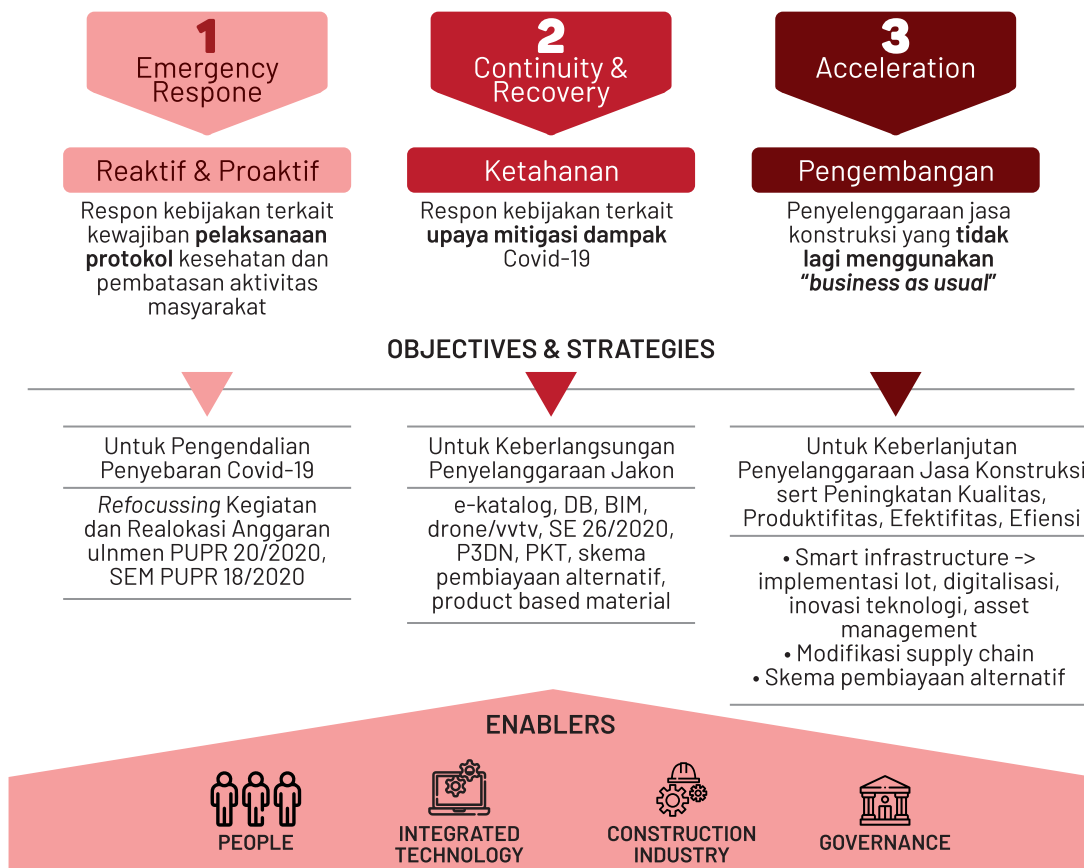 1
Emergency
Respone
Reaktif & Proaktif
Respon kebijakan terkait
kewajiban pelaksanaan
protokol kesehatan dan
pembatasan aktivitas
masyarakat
2
Continuity &
Recovery
Ketahanan
Respon kebijakan terkait
upaya mitigasi dampak
Covid-19
3
Acceleration
Pengembangan
Penyelenggaraan jasa
konstruksi yang tidak
lagi menggunakan
“business as usual”
OBJECTIVES & STRATEGIES
Untuk Pengendalian
Penyebaran Covid-19
Refocussing Kegiatan
dan Realokasi Anggaran
uInmen PUPR 20/2020,
SEM PUPR 18/2020
Untuk Keberlangsungan
Penyelanggaraan Jakon
e-katalog, DB, BIM,
drone/vvtv, SE 26/2020,
P3DN, PKT, skema
pembiayaan alternatif,
product based material
Untuk Keberlanjutan
Penyelanggaraan Jasa Konstruksi
sert Peningkatan Kualitas,
Produktifitas, Efektifitas, Efiensi
• Smart infrastructure ->
implementasi Iot, digitalisasi,
inovasi teknologi, asset
management
• Modifikasi supply chain
• Skema pembiayaan alternatif
ENABLERS
PEOPLE
INTEGRATED
TECHNOLOGY
CONSTRUCTION
INDUSTRY
GOVERNANCE